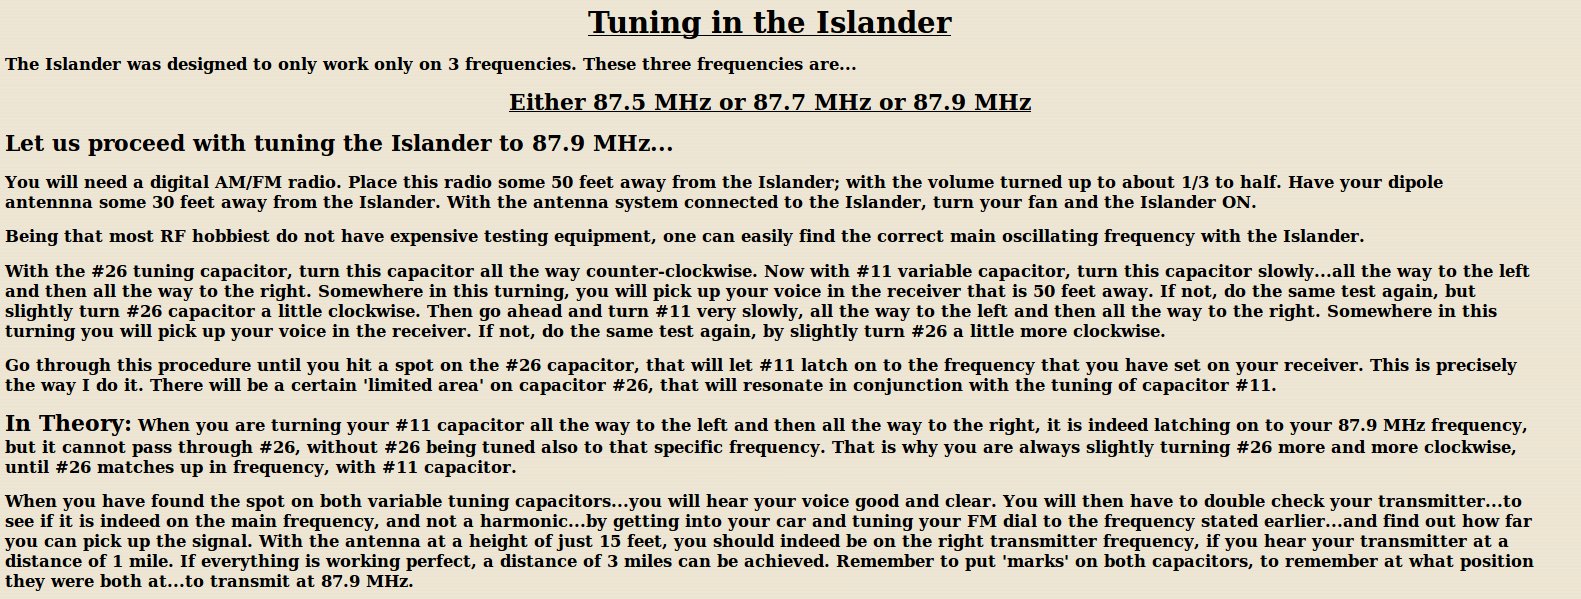 Tuning in the Islander
The Islander was designed to only work only on 3 frequencies. These three frequencies are...
Either 87.5 MHz or 87.7 MHz or 87.9 MHz
Let us proceed with tuning the Islander to 87.9 MHz...
You will need a digital AM/FM radio. Place this radio some 50 feet away from the Islander; with the volume turned up to about 1/3 to half. Have your dipole
antennna some 30 feet away from the Islander. With the antenna system connected to the Islander, turn your fan and the Islander ON.
Being that most RF hobbiest do not have expensive testing equipment, one can easily find the correct main oscillating frequency with the Islander.
With the #26 tuning capacitor, turn this capacitor all the way counter-clockwise. Now with #11 variable capacitor, turn this capacitor slowly...all the way to the left
and then all the way to the right. Somewhere in this turning, you will pick up your voice in the receiver that is 50 feet away. If not, do the same test again, but
slightly turn #26 capacitor a little clockwise. Then go ahead and turn #11 very slowly, all the way to the left and then all the way to the right. Somewhere in this
turning you will pick up your voice in the receiver. If not, do the same test again, by slightly turn #26 a little more clockwise.
Go through this procedure until you hit a spot on the #26 capacitor, that will let #11 latch on to the frequency that you have set on your receiver. This is precisely
the way I do it. There will be a certain 'limited area' on capacitor #26, that will resonate in conjunction with the tuning of capacitor #11.
In Theory: When you are turning your #11 capacitor all the way to the left and then all the way to the right, it is indeed latching on to your 87.9 MHz frequency,
but it cannot pass through #26, without #26 being tuned also to that specific frequency. That is why you are always slightly turning #26 more and more clockwise,
until #26 matches up in frequency, with #11 capacitor.
When you have found the spot on both variable tuning capacitors...you will hear your voice good and clear. You will then have to double check your transmitter...to
see if it is indeed on the main frequency, and not a harmonic...by getting into your car and tuning your FM dial to the frequency stated earlier...and find out how far
you can pick up the signal. With the antenna at a height of just 15 feet, you should indeed be on the right transmitter frequency, if you hear your transmitter at a
distance of 1 mile. If everything is working perfect, a distance of 3 miles can be achieved. Remember to put 'marks' on both capacitors, to remember at what position
they were both at...to transmit at 87.9 MHz.